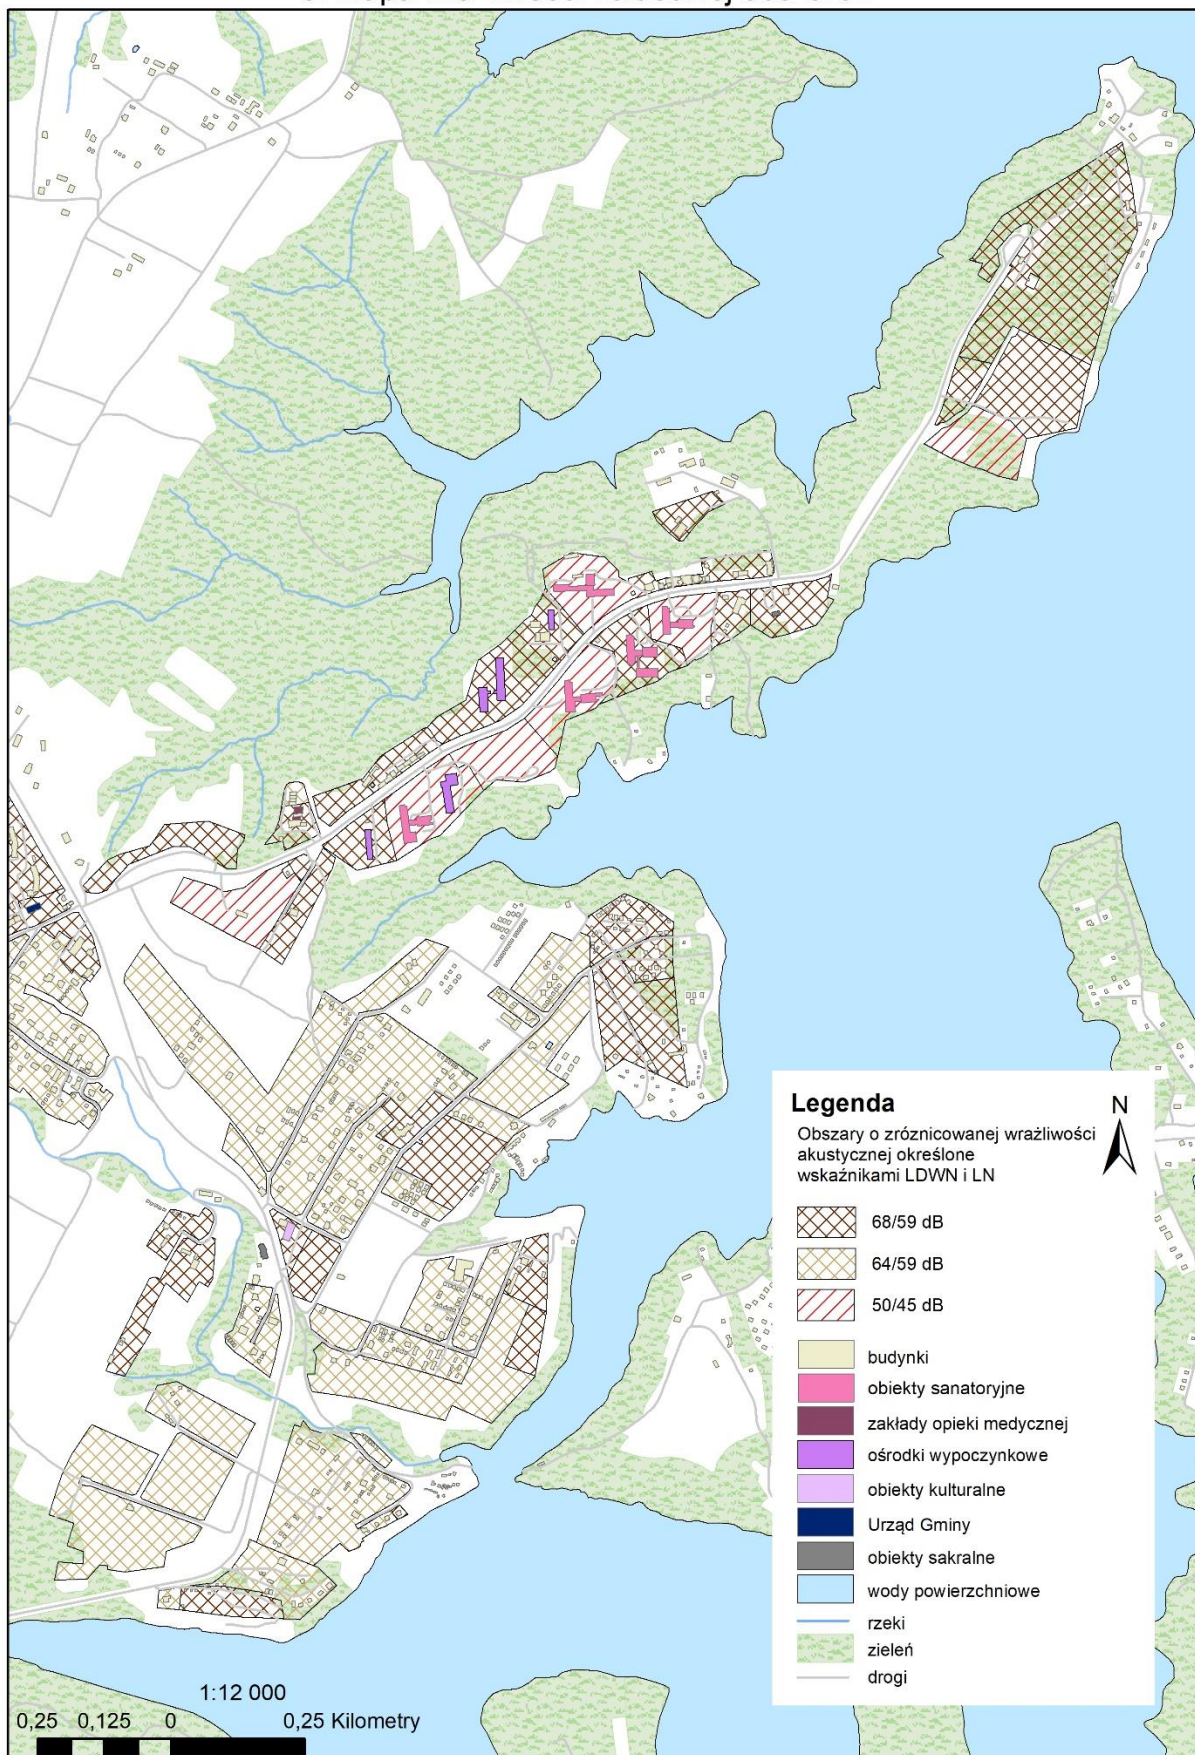 Legenda
N
Obszary o zróznicowanej wrażliwości
akustycznej określone
wskaźnikami LDWN i LN
68/59 dB
64/59 dB
50/45 dB
budynki
obiekty sanatoryjne
zakłady opieki medycznej
ośrodki wypoczynkowe
obiekty kulturalne
Urząd Gminy
obiekty sakralne
wody powierzchniowe
rzeki
zieleń
drogi
1:12 000
0,25 0,125 0 0,25 Kilometry